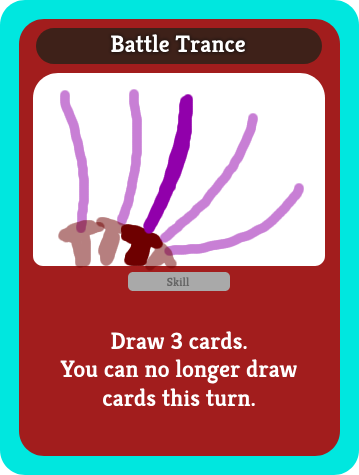 Battle Trance
Skill
Draw 3 cards.
You can no longer draw
cards this turn.